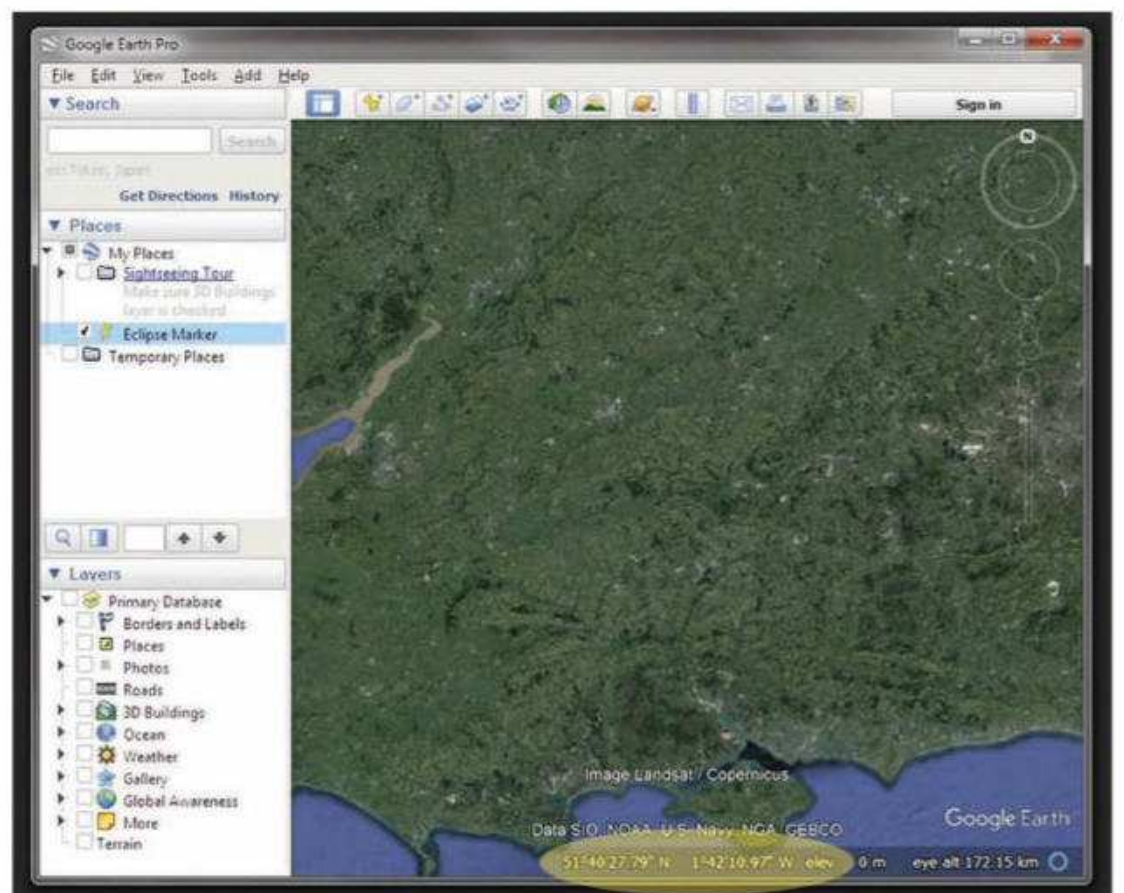 Google Earth Pro
File Edit View Tools Add Help
Search
Sign in
Search
Get Directions History
Places
My Places
Sightseeing Tour
Make sure 3D Buildings
layer is checked
Eclipse Marker
Temporary Places
Layers
Primary Database
Borders and Labels
Places
Photos
Roads
3D Buildings
Ocean
Weather
Gallery
Global Awareness
More
Terrain
N
Image Landsat / Copernicus
Data SIO, NOAA, U.S. Navy, NGA, GEBCO
Google Earth
51°40'27.79" N 1°42'10.97" W elev 0 m eye alt 172.15 km